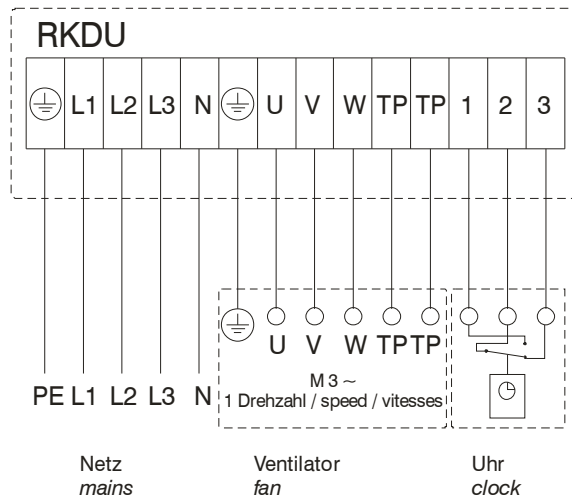 RKDU
L1 L2 L3 N U V W TP TP 1 2 3
U V W TP TP
M 3 ~
1 Drehzahl / speed / vitesses
PE L1 L2 L3 N
Netz Ventilator Uhr
mains fan clock